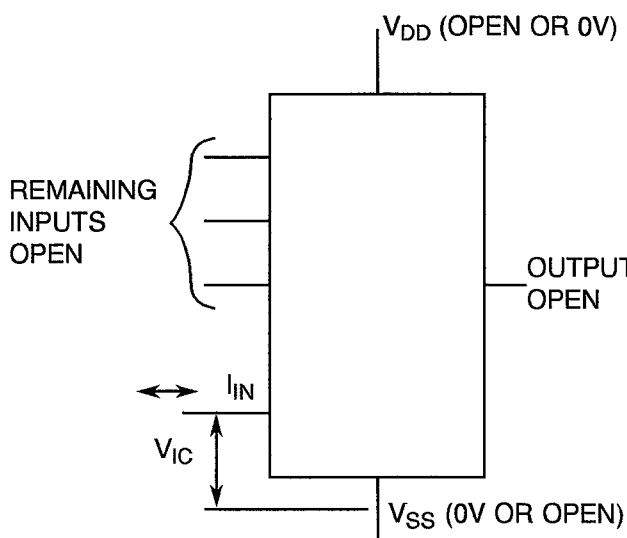 V_DD (OPEN OR 0V)
REMAINING
INPUTS
OPEN
OUTPUT
OPEN
I_IN
V_IC
V_SS (0V OR OPEN)